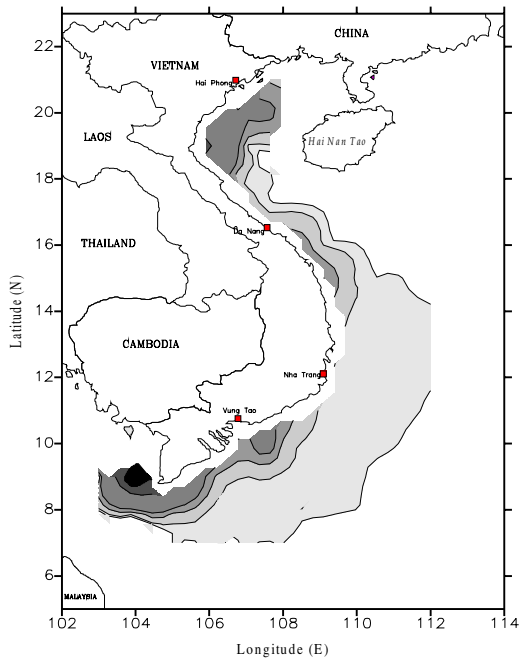 CHINA
22
VIETNAM
Hai Phong
20
LAOS
Hai Nan Tao
18
Da Nang
16
THAILAND
Latitude (N)
14
CAMBODIA
12
Nha Trang
Vung Tao
10
8
6
MALAYSIA
102 104 106 108 110 112 114
Longitude (E)